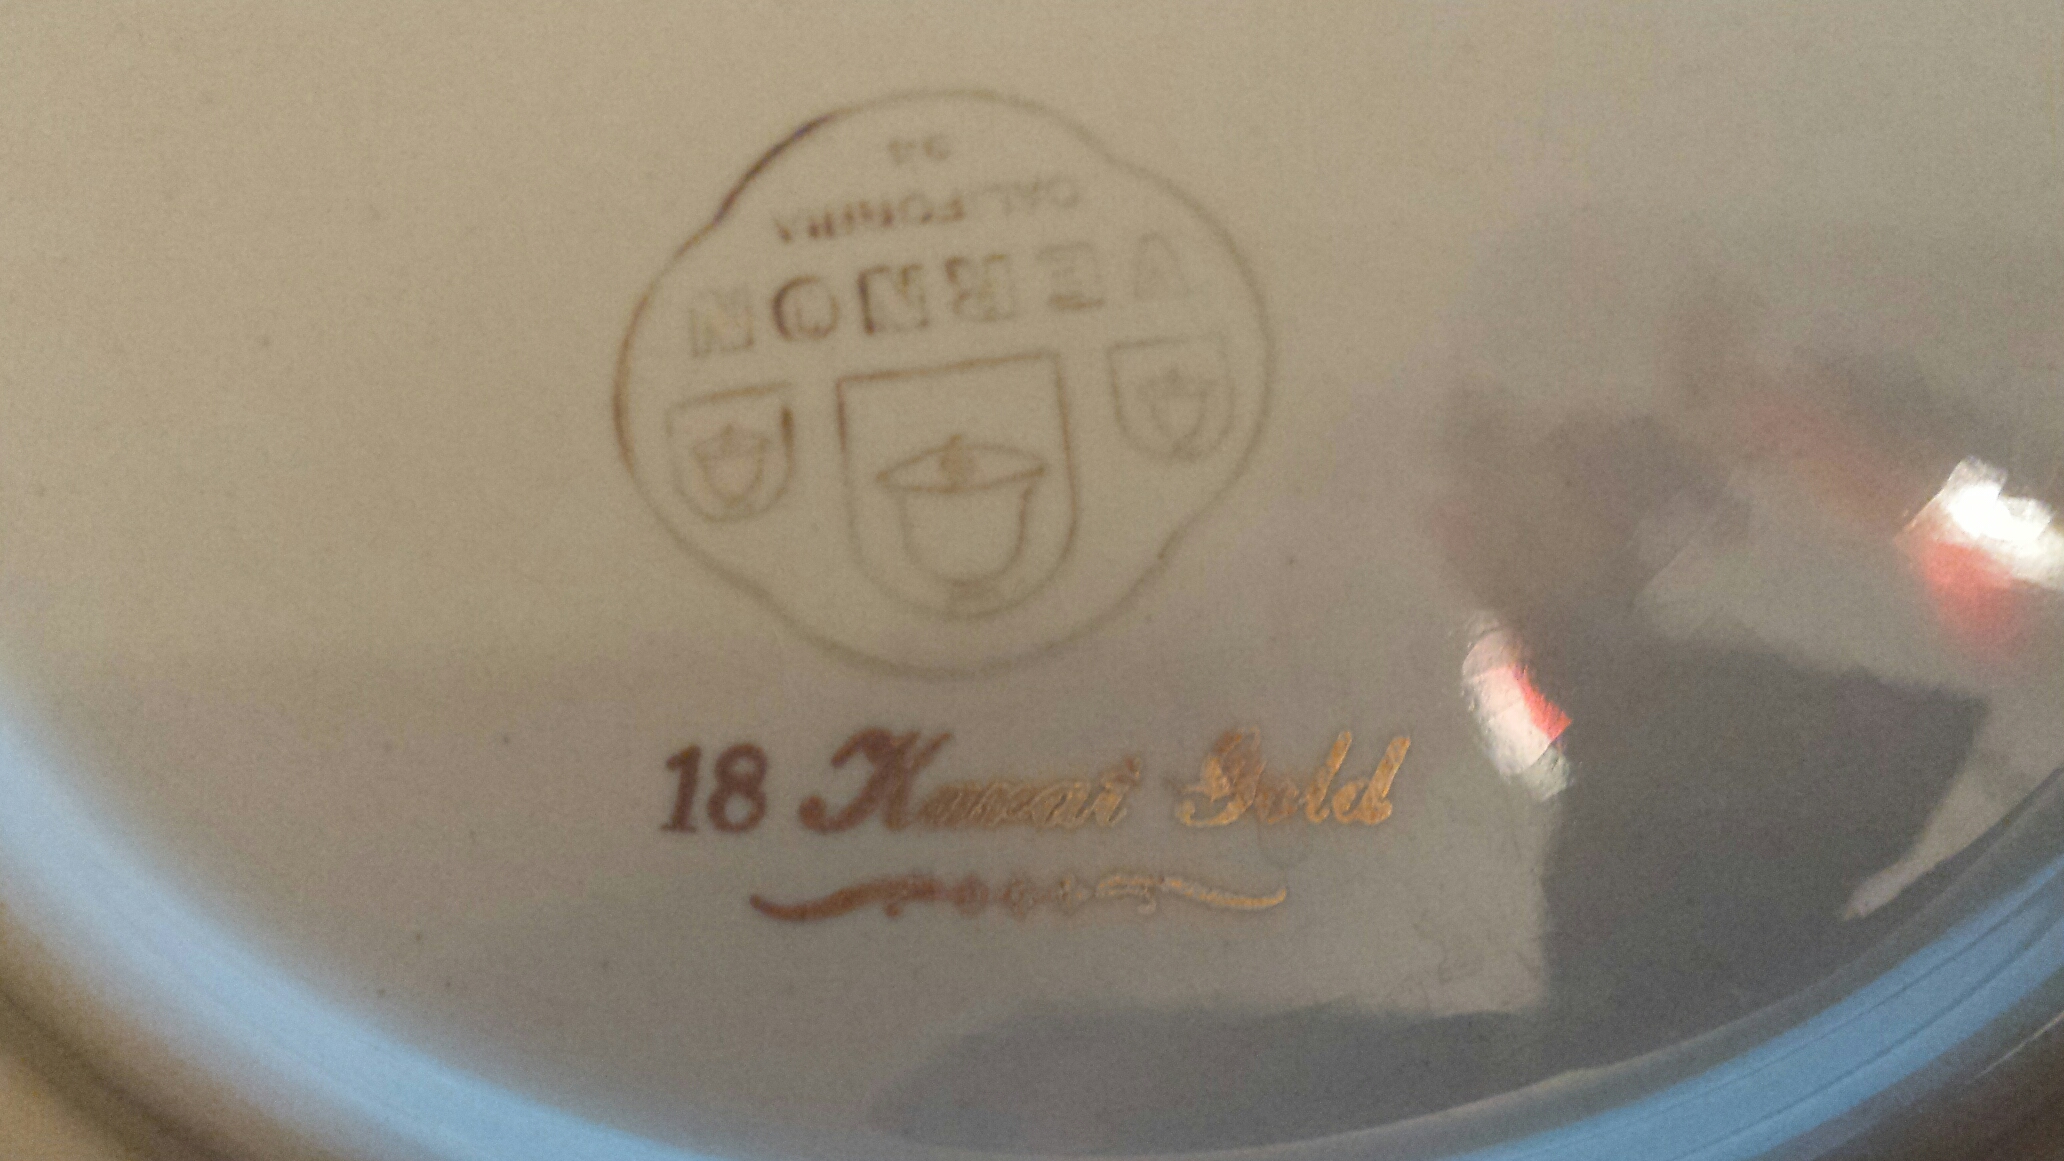 VERNON
CALIFORNIA
18 Karat Gold